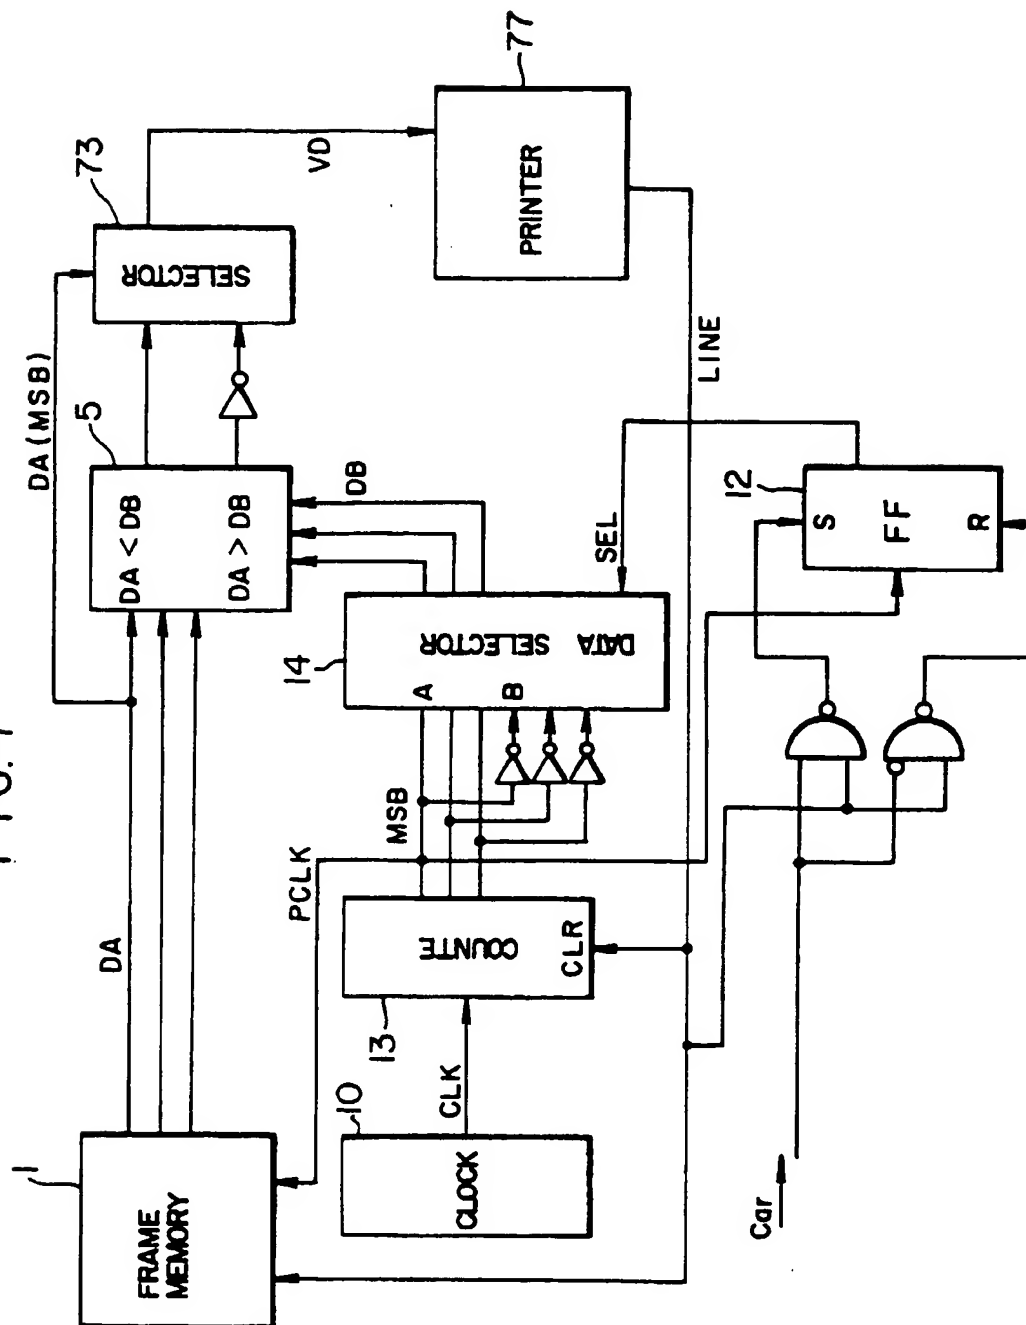 FIG.
1
FRAME
MEMORY
DA
DA (MSB)
5
DA < DB
DA > DB
73
SELECTOR
VD
77
PRINTER
LINE
10
CLOCK
CLK
13
COUNTE
CLR
PCLK
MSB
14
A
B
DATA
SELECTOR
DB
SEL
12
S
FF
R
Car